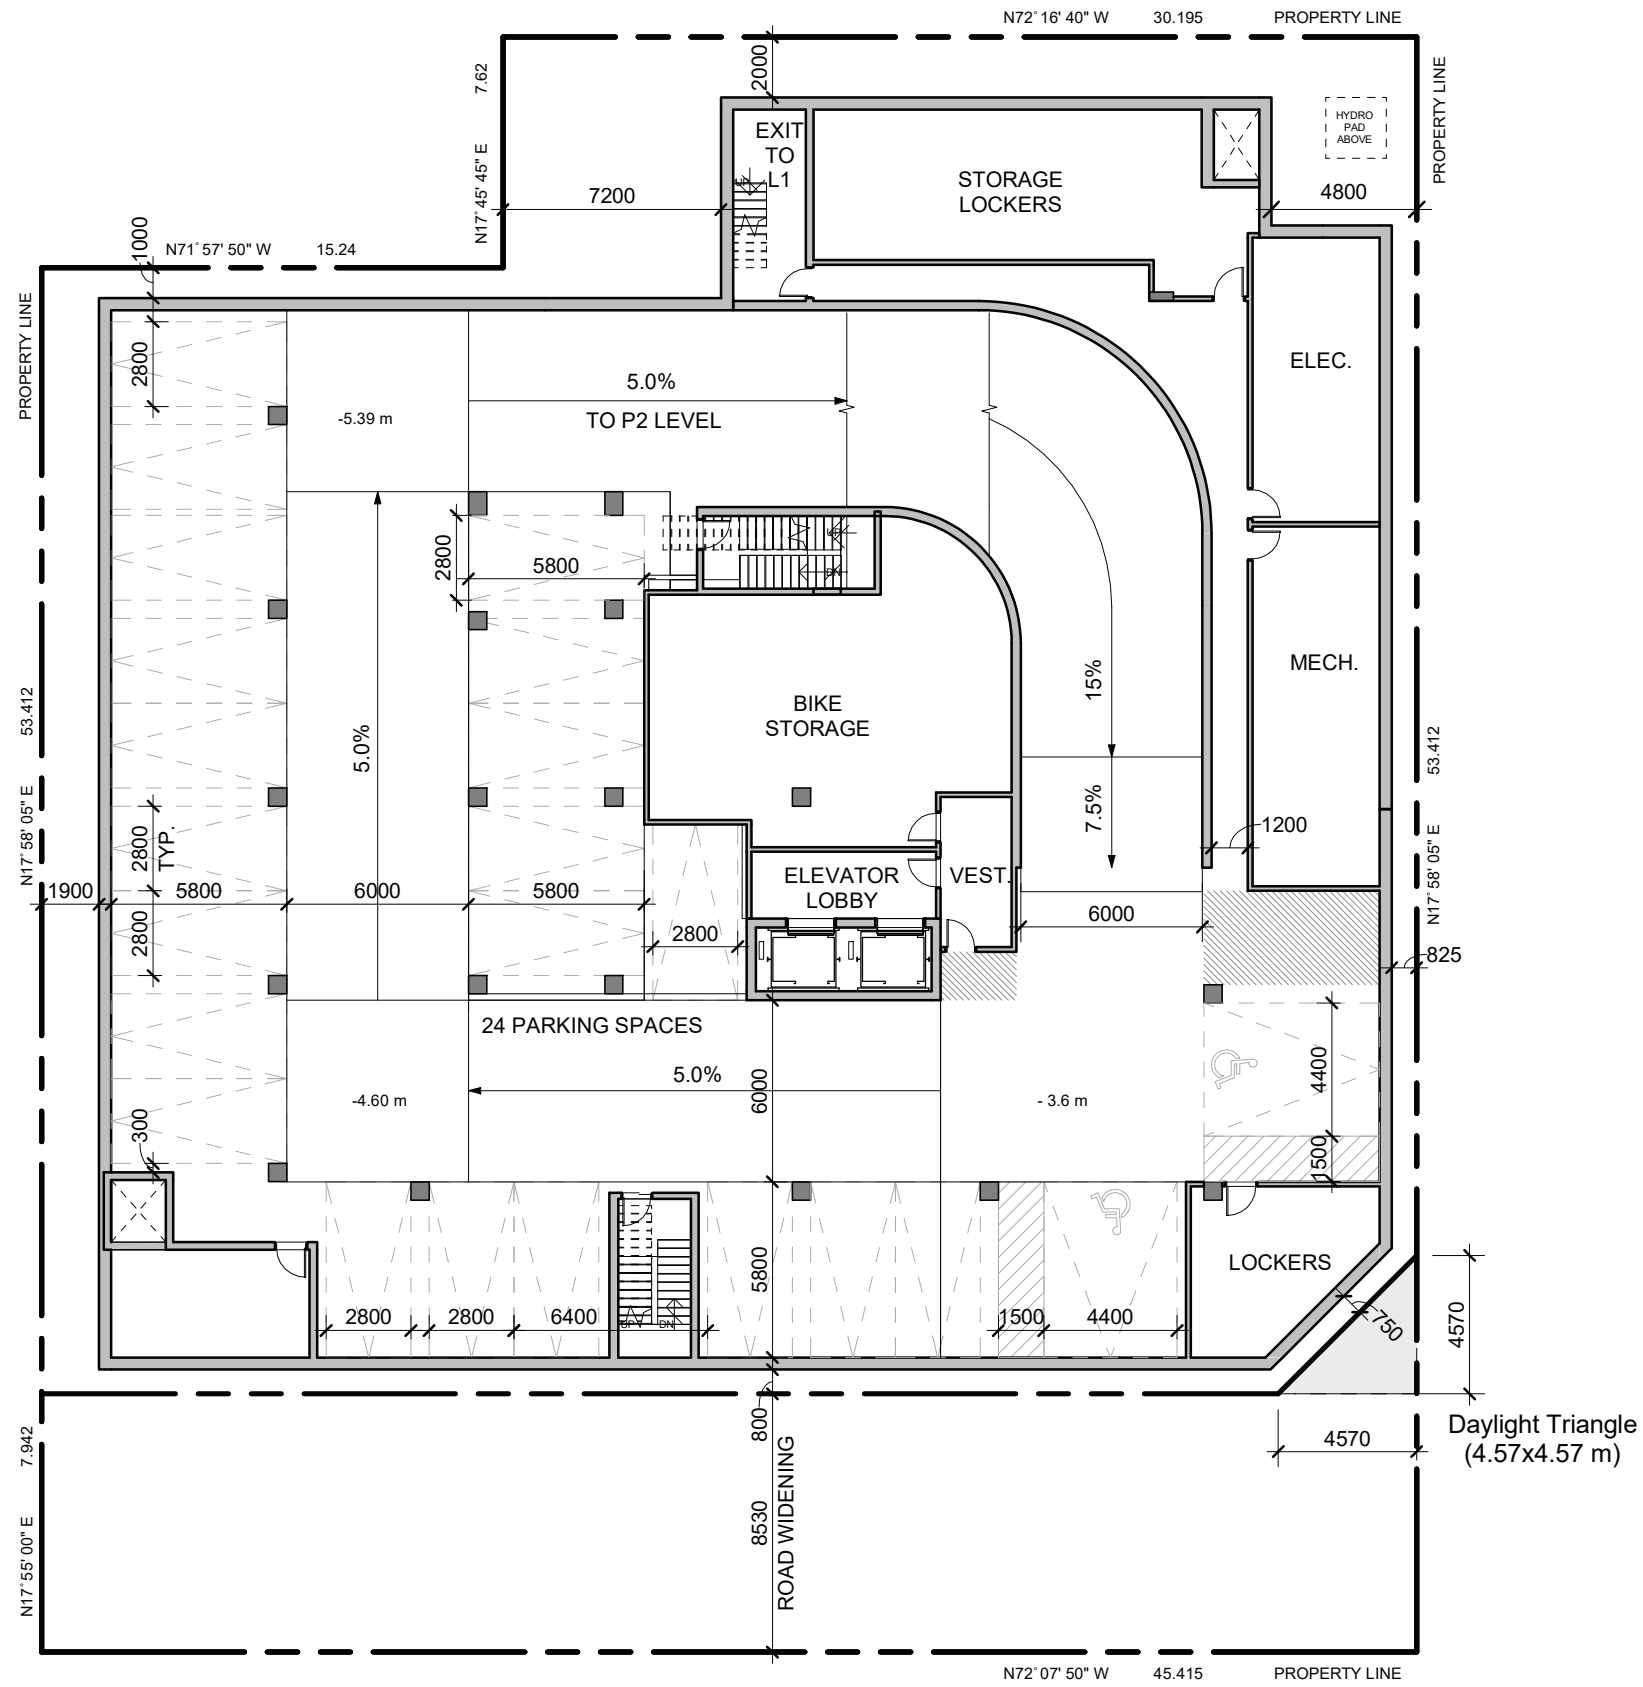 N72° 16' 40" W 30.195 PROPERTY LINE
7.62
N17° 45' 45" E
2000
PROPERTY LINE
HYDRO
PAD
ABOVE
EXIT
TO
L1
UP
STORAGE
LOCKERS
7200
4800
1000
N71° 57' 50" W 15.24
PROPERTY LINE
2800
5.0%
TO P2 LEVEL
-5.39 m
ELEC.
2800
5800
UP
DN
MECH.
15%
BIKE
STORAGE
53.412
5.0%
53.412
7.5%
1200
N17° 58' 05" E
2800
TYP.
N17° 58' 05" E
1900
5800
6000
5800
ELEVATOR
LOBBY
VEST.
6000
2800
2800
825
24 PARKING SPACES
5.0%
6000
4400
-4.60 m
- 3.6 m
300
1500
5800
LOCKERS
2800
2800
6400
UP
DN
1500
4400
750
4570
800
4570
Daylight Triangle
(4.57x4.57 m)
7.942
N17° 55' 00" E
8530
ROAD WIDENING
N72° 07' 50" W 45.415 PROPERTY LINE